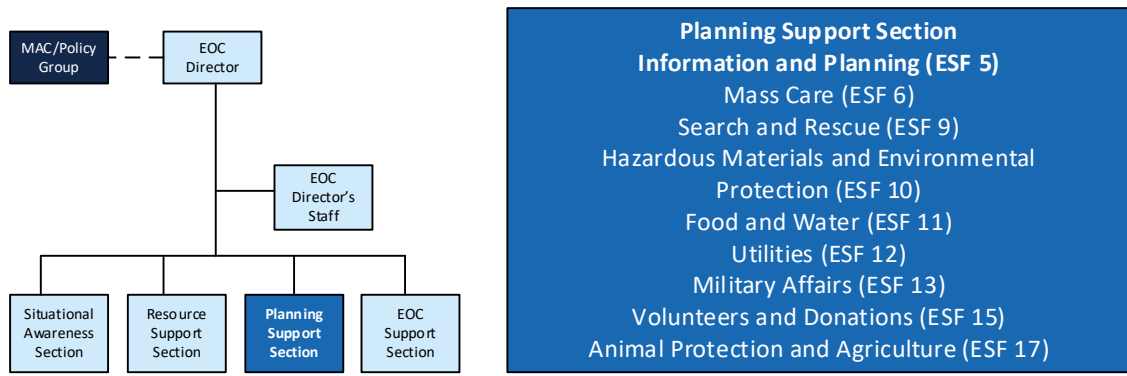 MAC/Policy
Group
EOC
Director
EOC
Director's
Staff
Situational
Awareness
Section
Resource
Support
Section
Planning
Support
Section
EOC
Support
Section
Planning Support Section
Information and Planning (ESF 5)
Mass Care (ESF 6)
Search and Rescue (ESF 9)
Hazardous Materials and Environmental
Protection (ESF 10)
Food and Water (ESF 11)
Utilities (ESF 12)
Military Affairs (ESF 13)
Volunteers and Donations (ESF 15)
Animal Protection and Agriculture (ESF 17)